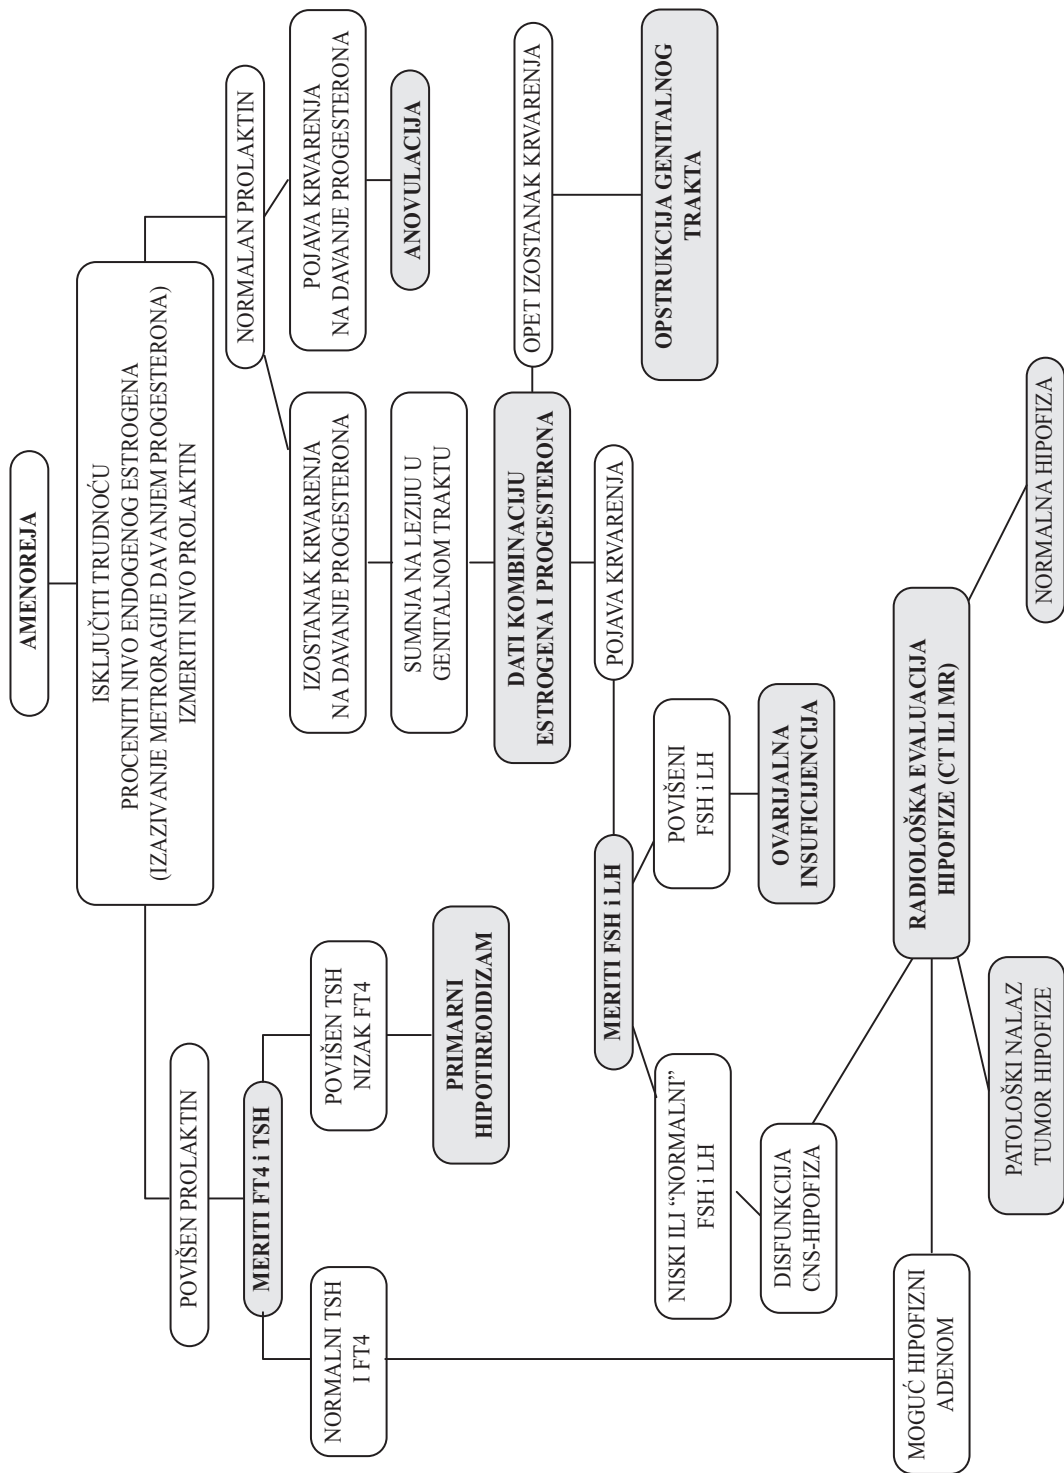 AMENOREJA
ISKLJUČITI TRUDNOĆU
PROCENITI NIVO ENDOGENOG ESTROGENA
(IZAZIVANJE METRORAGIJE DAVANJEM PROGESTERONA)
IZMERITI NIVO PROLAKTIN
POVIŠEN PROLAKTIN
NORMALAN PROLAKTIN
MERITI FT4 i TSH
NORMALNI TSH
I FT4
POVIŠEN TSH
NIZAK FT4
IZOSTANAK KRVARENJA
NA DAVANJE PROGESTERONA
POJAVA KRVARENJA
NA DAVANJE PROGESTERONA
PRIMARNI
HIPOTIREOIDIZAM
SUMNJA NA LEZIJU U
GENITALNOM TRAKTU
ANOVULACIJA
DATI KOMBINACIJU
ESTROGENA I PROGESTERONA
OPET IZOSTANAK KRVARENJA
POJAVA KRVARENJA
MERITI FSH i LH
OPSTRUKCIJA GENITALNOG
TRAKTA
NISKI ILI “NORMALNI”
FSH i LH
POVIŠENI
FSH i LH
DISFUNKCIJA
CNS-HIPOFIZA
OVARIJALNA
INSUFICIJENCIJA
MOGUĆ HIPOFIZNI
ADENOM
RADIOLOŠKA EVALUACIJA
HIPOFIZE (CT ILI MR)
PATOLOŠKI NALAZ
TUMOR HIPOFIZE
NORMALNA HIPOFIZA